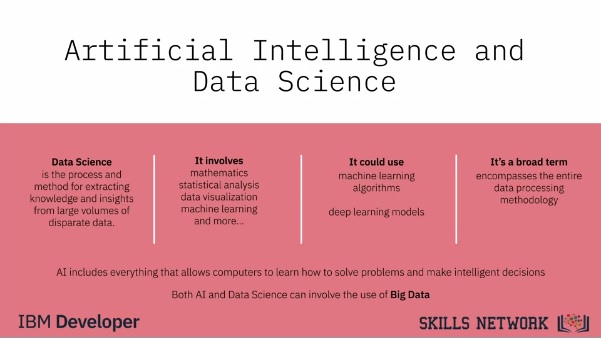 Artificial Intelligence and
Data Science
Data Science
is the process and
method for extracting
knowledge and insights
from large volumes of
disparate data.
It involves
mathematics
statistical analysis
data visualization
machine learning
and more...
It could use
machine learning
algorithms
deep learning models
It's a broad term
encompasses the entire
data processing
methodology
AI includes everything that allows computers to learn how to solve problems and make intelligent decisions
Both AI and Data Science can involve the use of Big Data
IBM Developer
SKILLS NETWORK